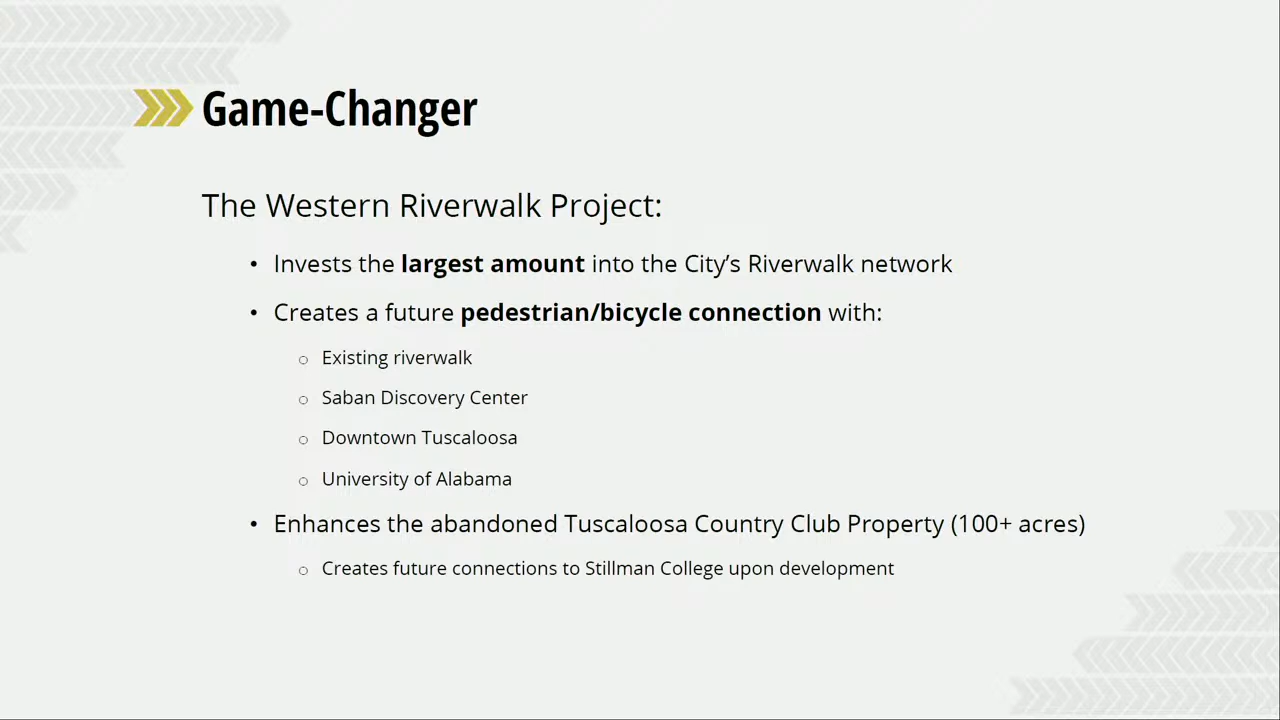 Game-Changer
The Western Riverwalk Project:
• Invests the largest amount into the City’s Riverwalk network
• Creates a future pedestrian/bicycle connection with:
○ Existing riverwalk
○ Saban Discovery Center
○ Downtown Tuscaloosa
○ University of Alabama
• Enhances the abandoned Tuscaloosa Country Club Property (100+ acres)
○ Creates future connections to Stillman College upon development